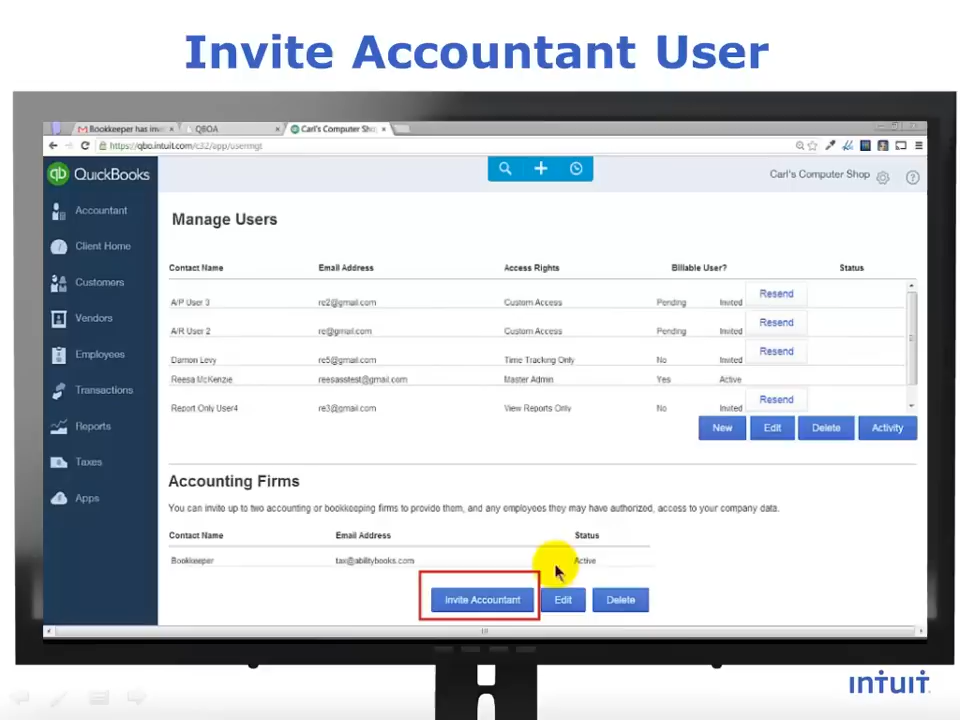 Invite Accountant User
Bookkeeper has inv
QBOA
Carl's Computer Shop
https://qbo.intuit.com/c32/app/usermgt
qb QuickBooks
Carl's Computer Shop
Accountant
Client Home
Customers
Vendors
Employees
Transactions
Reports
Taxes
Apps
Manage Users
Contact Name Email Address Access Rights Billable User? Status
A/P User 3 re2@gmail.com Custom Access Pending Invited Resend
A/R User 2 re@gmail.com Custom Access Pending Invited Resend
Damon Levy re5@gmail.com Time Tracking Only No Invited Resend
Reesa McKenzie reesasstest@gmail.com Master Admin Yes Active
Report Only User4 re3@gmail.com View Reports Only No Invited Resend
New Edit Delete Activity
Accounting Firms
You can invite up to two accounting or bookkeeping firms to provide them, and any employees they may have authorized, access to your company data.
Contact Name Email Address Status
Bookkeeper tax@abilitybooks.com Active
Invite Accountant Edit Delete
INTUIT